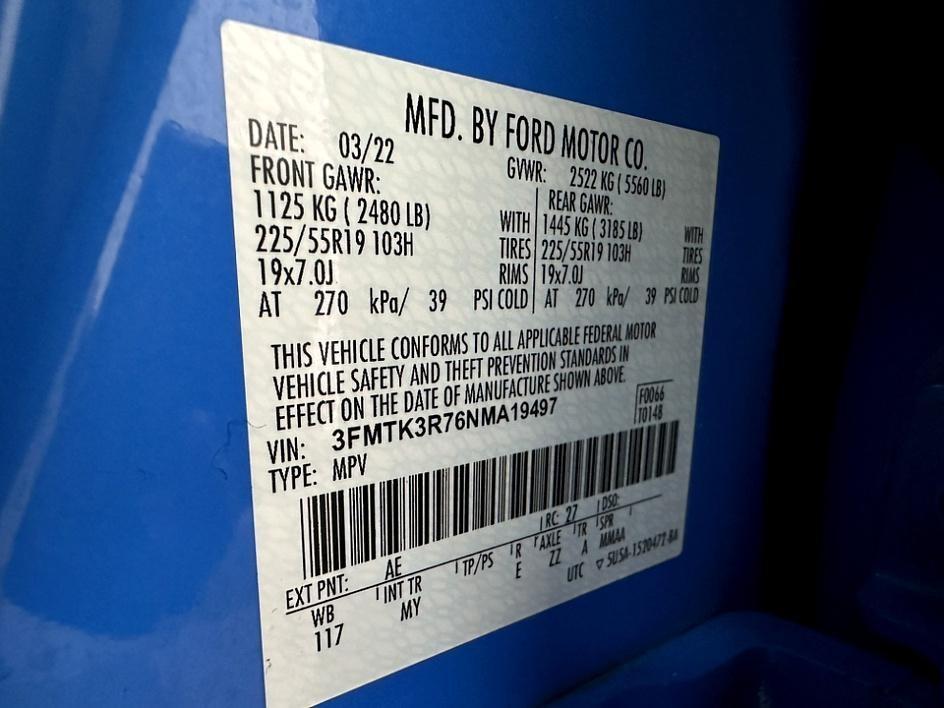 MFD. BY FORD MOTOR CO.
DATE: 03/22 GVWR: 2522 KG ( 5560 LB)
FRONT GAWR: REAR GAWR:
1125 KG ( 2480 LB) WITH 1445 KG ( 3185 LB) WITH
225/55R19 103H TIRES 225/55R19 103H TIRES
19x7.0J RIMS 19x7.0J RIMS
AT 270 kPa/ 39 PSI COLD AT 270 kPa/ 39 PSI COLD
THIS VEHICLE CONFORMS TO ALL APPLICABLE FEDERAL MOTOR
VEHICLE SAFETY AND THEFT PREVENTION STANDARDS IN
EFFECT ON THE DATE OF MANUFACTURE SHOWN ABOVE.
VIN: 3FMTK3R76NMA19497 F0066
TYPE: MPV T0148
EXT PNT: AE RC: 27 DSO:
WB INT TR TP/PS R AXLE TR SPR
117 MY E ZZ A MMAA
UTC ▽ 5U5A-1520472-BA